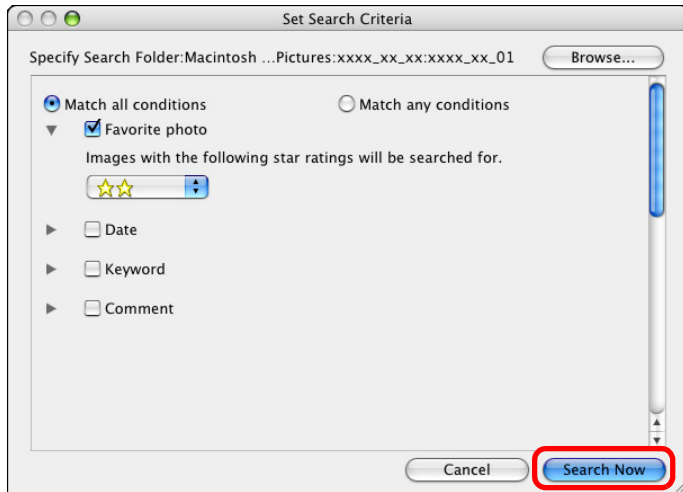 Set Search Criteria
Specify Search Folder:Macintosh ...Pictures:xxxx_xx_xx:xxxx_xx_01 Browse...
Match all conditions Match any conditions
Favorite photo
Images with the following star ratings will be searched for.
Date
Keyword
Comment
Cancel Search Now